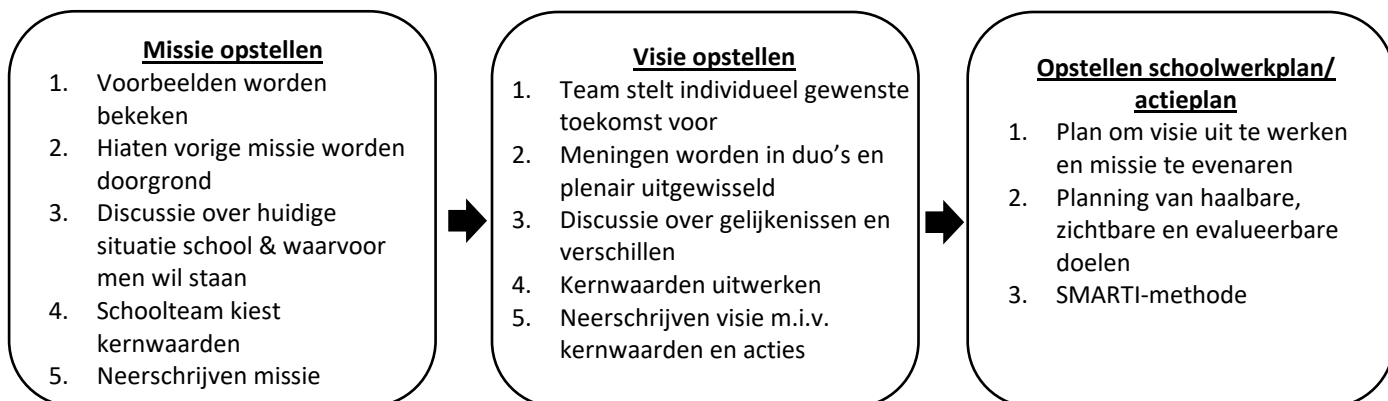 Missie opstellen
1. Voorbeelden worden
bekeken
2. Hiaten vorige missie worden
doorgrond
3. Discussie over huidige
situatie school & waarvoor
men wil staan
4. Schoolteam kiest
kernwaarden
5. Neerschrijven missie
Visie opstellen
1. Team stelt individueel gewenste
toekomst voor
2. Meningen worden in duo’s en
plenair uitgewisseld
3. Discussie over gelijkenissen en
verschillen
4. Kernwaarden uitwerken
5. Neerschrijven visie m.i.v.
kernwaarden en acties
Opstellen schoolwerkplan/
actieplan
1. Plan om visie uit te werken
en missie te evenaren
2. Planning van haalbare,
zichtbare en evalueerbare
doelen
3. SMARTI-methode